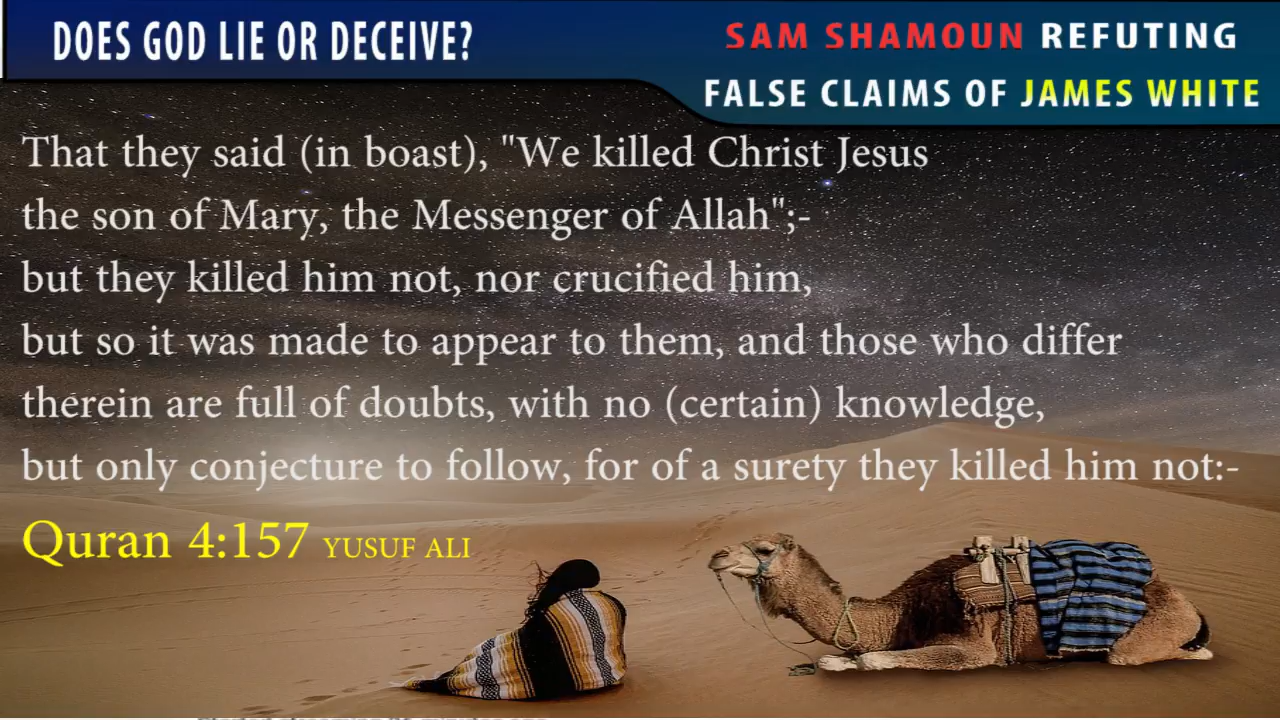 DOES GOD LIE OR DECEIVE?
SAM SHAMOUN REFUTING
FALSE CLAIMS OF JAMES WHITE
That they said (in boast), "We killed Christ Jesus
the son of Mary, the Messenger of Allah";-
but they killed him not, nor crucified him,
but so it was made to appear to them, and those who differ
therein are full of doubts, with no (certain) knowledge,
but only conjecture to follow, for of a surety they killed him not:-
Quran 4:157 YUSUF ALI